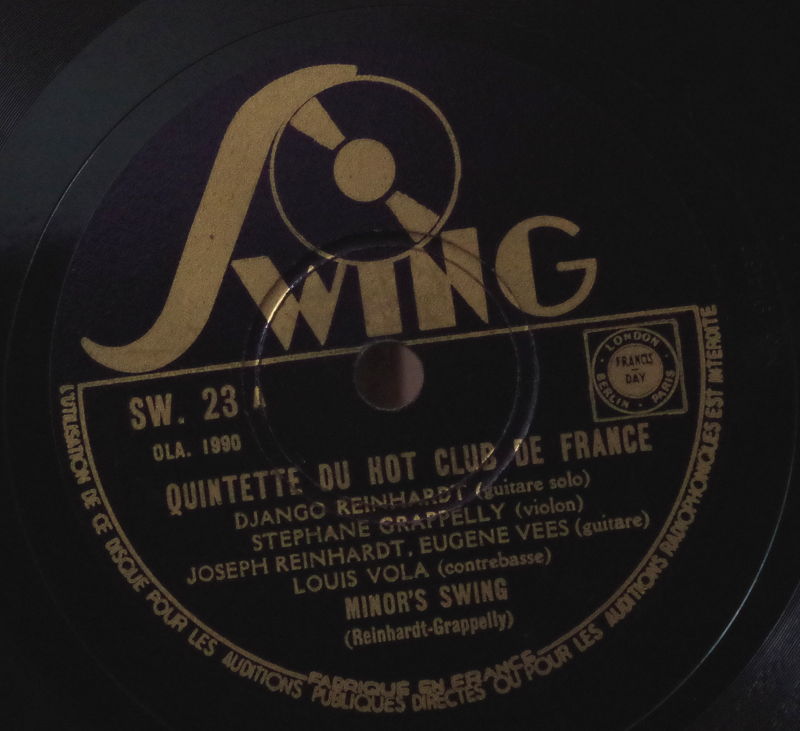 SWING
SW. 23 A
OLA. 1990
LONDON
FRANCIS
DAY
BERLIN · PARIS
QUINTETTE DU HOT CLUB DE FRANCE
DJANGO REINHARDT (guitare solo)
STEPHANE GRAPPELLY (violon)
JOSEPH REINHARDT, EUGENE VEES (guitare)
LOUIS VOLA (contrebasse)
MINOR'S SWING
(Reinhardt-Grappelly)
FABRIQUE EN FRANCE
L'UTILISATION DE CE DISQUE POUR LES AUDITIONS PUBLIQUES DIRECTES OU POUR LES AUDITIONS RADIOPHONIQUES EST INTERDITE